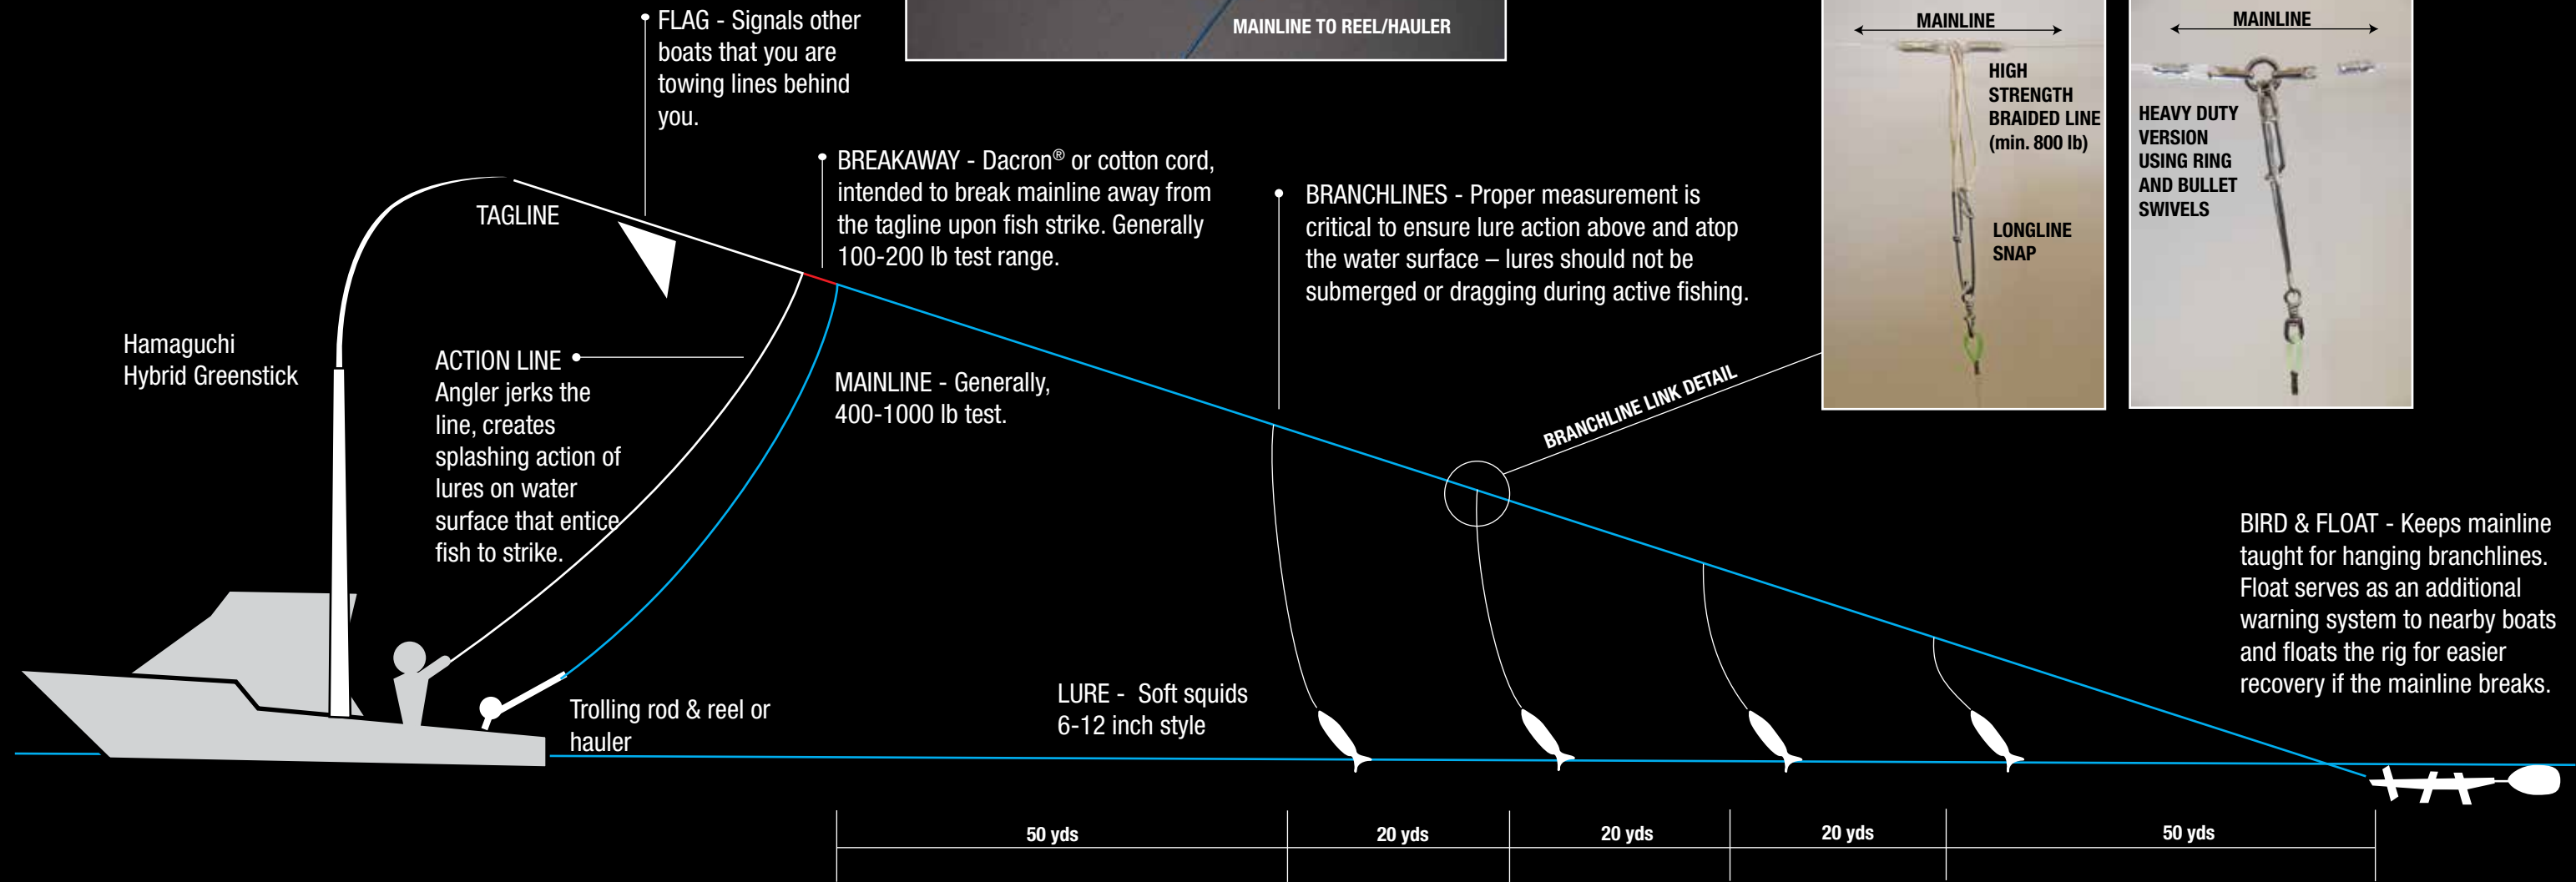 FLAG - Signals other
boats that you are
towing lines behind
you.
MAINLINE TO REEL/HAULER
MAINLINE
HIGH
STRENGTH
BRAIDED LINE
(min. 800 lb)
LONGLINE
SNAP
MAINLINE
HEAVY DUTY
VERSION
USING RING
AND BULLET
SWIVELS
TAGLINE
BREAKAWAY - Dacron® or cotton cord,
intended to break mainline away from
the tagline upon fish strike. Generally
100-200 lb test range.
BRANCHLINES - Proper measurement is
critical to ensure lure action above and atop
the water surface – lures should not be
submerged or dragging during active fishing.
Hamaguchi
Hybrid Greenstick
ACTION LINE
Angler jerks the
line, creates
splashing action of
lures on water
surface that entice
fish to strike.
MAINLINE - Generally,
400-1000 lb test.
BRANCHLINE LINK DETAIL
BIRD & FLOAT - Keeps mainline
taught for hanging branchlines.
Float serves as an additional
warning system to nearby boats
and floats the rig for easier
recovery if the mainline breaks.
Trolling rod & reel or
hauler
LURE - Soft squids
6-12 inch style
50 yds
20 yds
20 yds
20 yds
50 yds